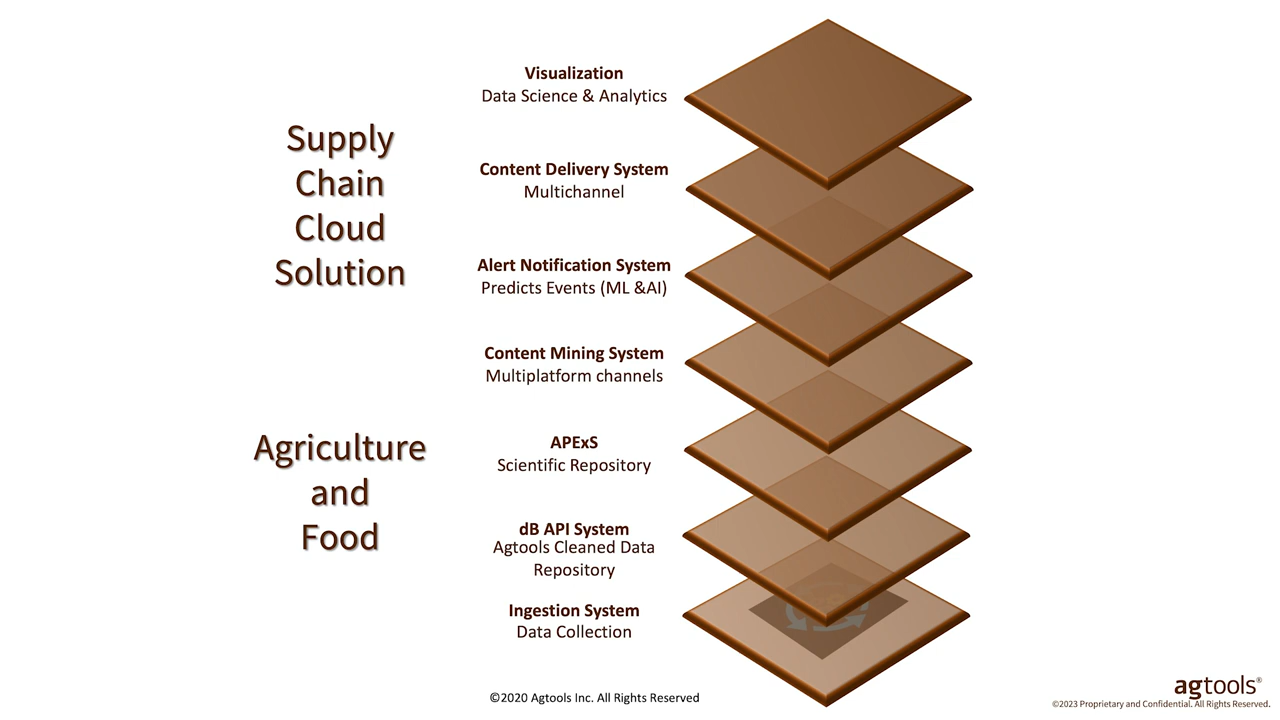 Supply
Chain
Cloud
Solution
Agriculture
and
Food
Visualization
Data Science & Analytics
Content Delivery System
Multichannel
Alert Notification System
Predicts Events (ML &AI)
Content Mining System
Multiplatform channels
APExS
Scientific Repository
dB API System
Agtools Cleaned Data
Repository
Ingestion System
Data Collection
©2020 Agtools Inc. All Rights Reserved
agtools®
©2023 Proprietary and Confidential. All Rights Reserved.